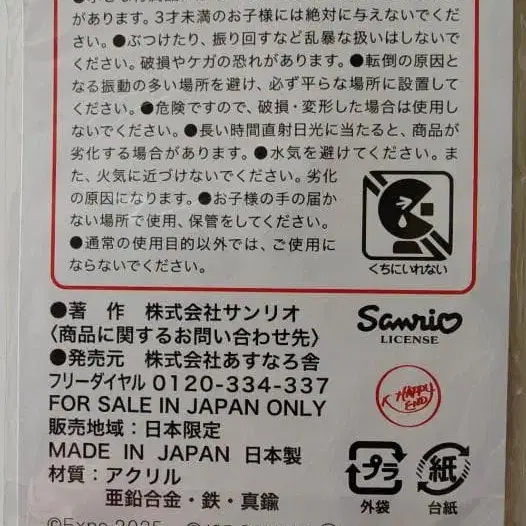 があります。3才未満のお子様には絶対に与えないでくだ
さい。●ぶつけたり、振り回すなど乱暴な扱いはしないで
ください。破損やケガの恐れがあります。●転倒の原因と
なる振動の多い場所を避け、必ず平らな場所に設置して
ください。●危険ですので、破損・変形した場合は使用し
ないでください。●長い時間直射日光に当たると、商品が
劣化する場合があります。●水気を避けてください。ま
た、火気に近づけないでください。劣化
の原因になります。●お子様の手の届か
ない場所で使用、保管をしてください。
●通常の使用目的以外では、ご使用に
ならないでください。
くちにいれない
●著 作 株式会社サンリオ
〈商品に関するお問い合わせ先〉
●発売元 株式会社あすなろ舎
フリーダイヤル 0120-334-337
FOR SALE IN JAPAN ONLY
販売地域：日本限定
MADE IN JAPAN 日本製
材質：アクリル
亜鉛合金・鉄・真鍮
Sanrio
LICENSE
HAPPY
END
プラ
外袋
紙
台紙
©Expo 2025